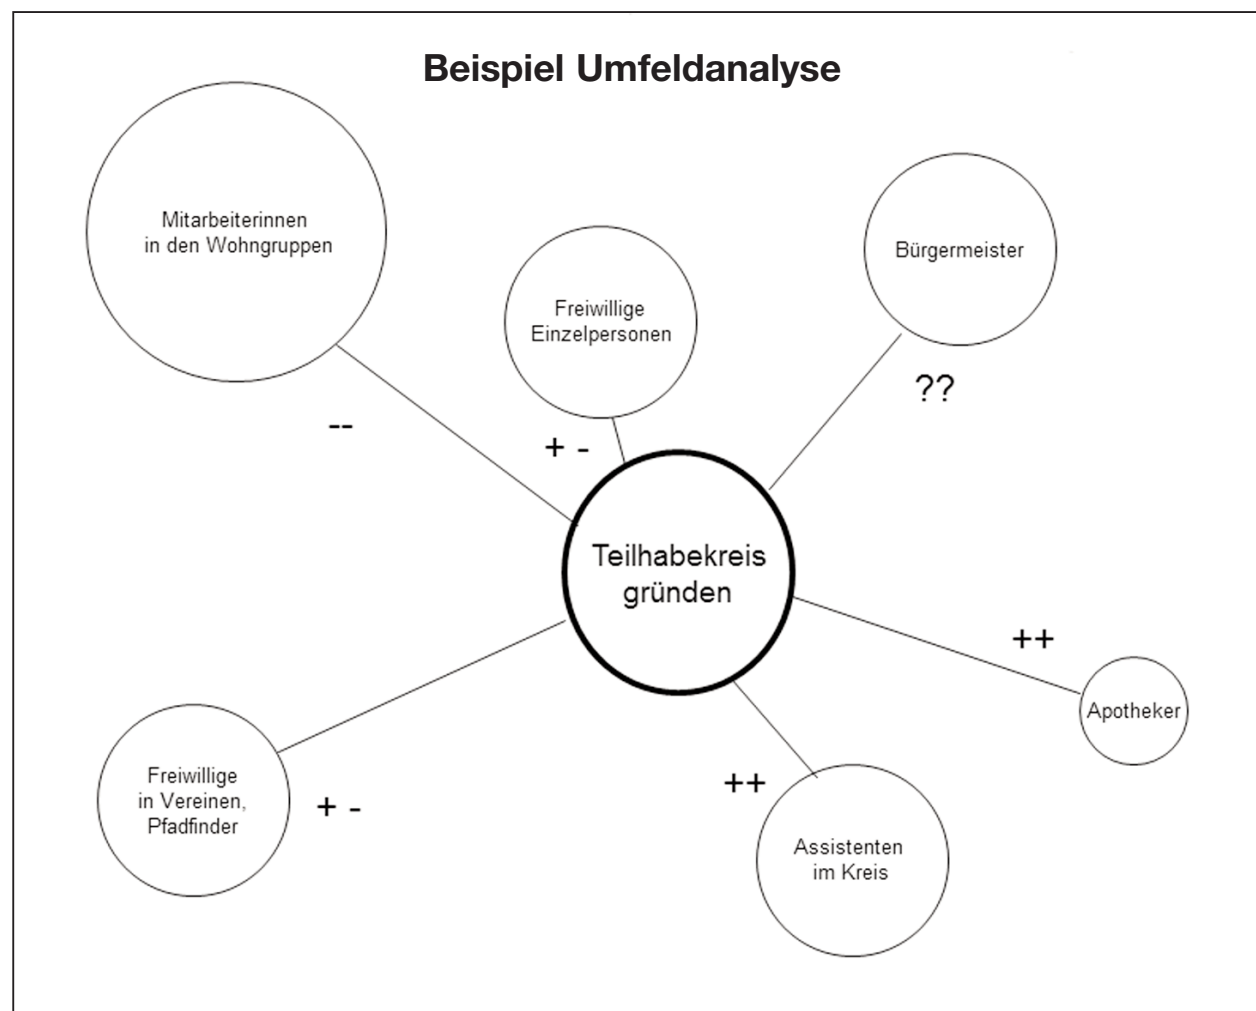 Beispiel Umfeldanalyse
Mitarbeiterinnen
in den Wohngruppen
--
Freiwillige
Einzelpersonen
+ -
Bürgermeister
??
Teilhabekreis
gründen
++
Apotheker
Freiwillige
in Vereinen,
Pfadfinder
+ -
++
Assistenten
im Kreis